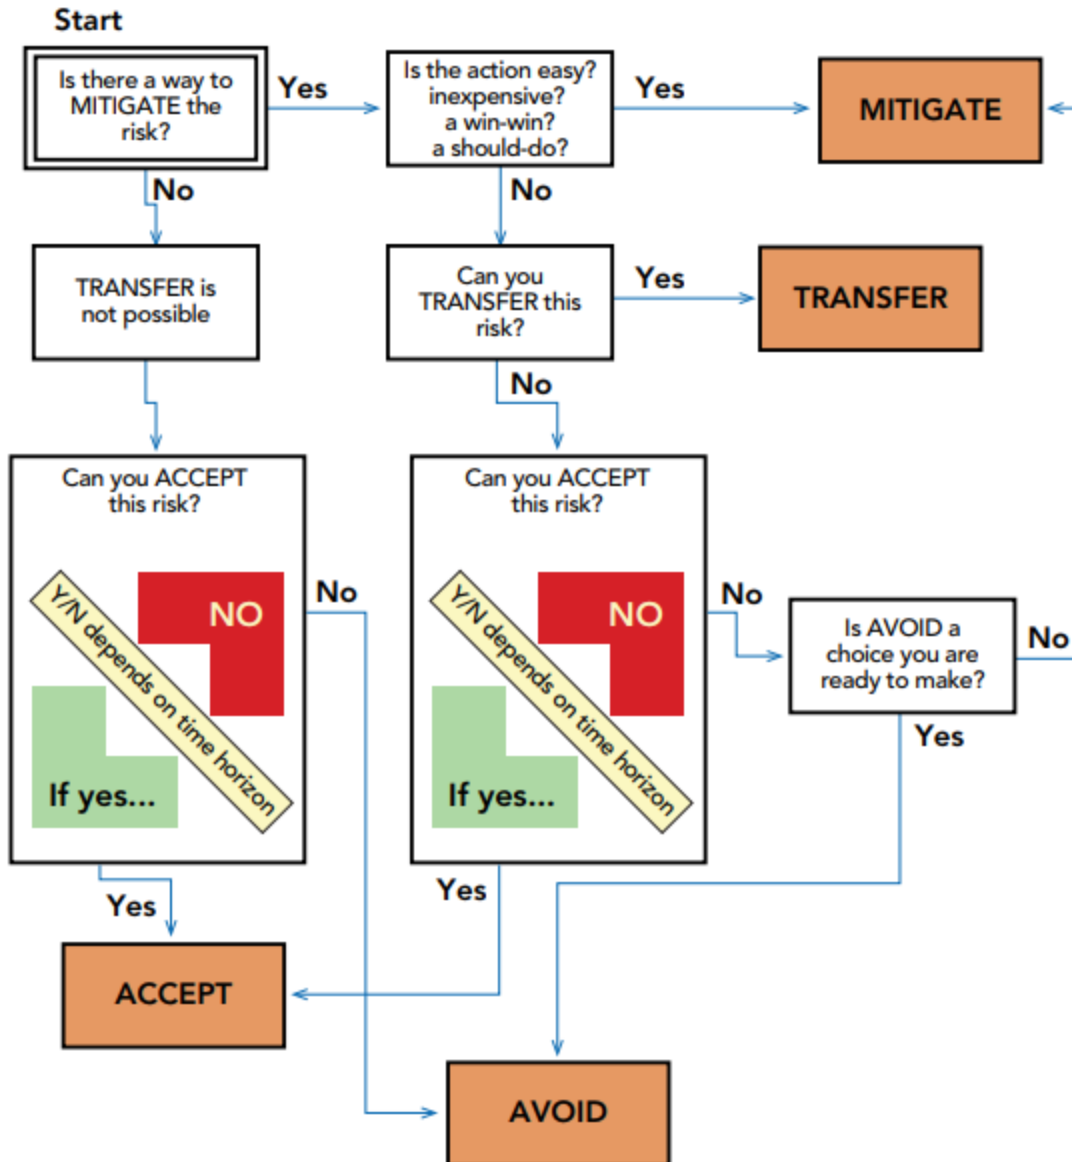 Start
Is there a way to
MITIGATE the
risk?
Yes
Is the action easy?
inexpensive?
a win-win?
a should-do?
Yes
MITIGATE
No
No
TRANSFER is
not possible
Can you
TRANSFER this
risk?
Yes
TRANSFER
No
Can you ACCEPT
this risk?
NO
Y/N depends on time horizon
If yes...
No
Can you ACCEPT
this risk?
NO
Y/N depends on time horizon
If yes...
No
Is AVOID a
choice you are
ready to make?
No
Yes
Yes
Yes
ACCEPT
AVOID